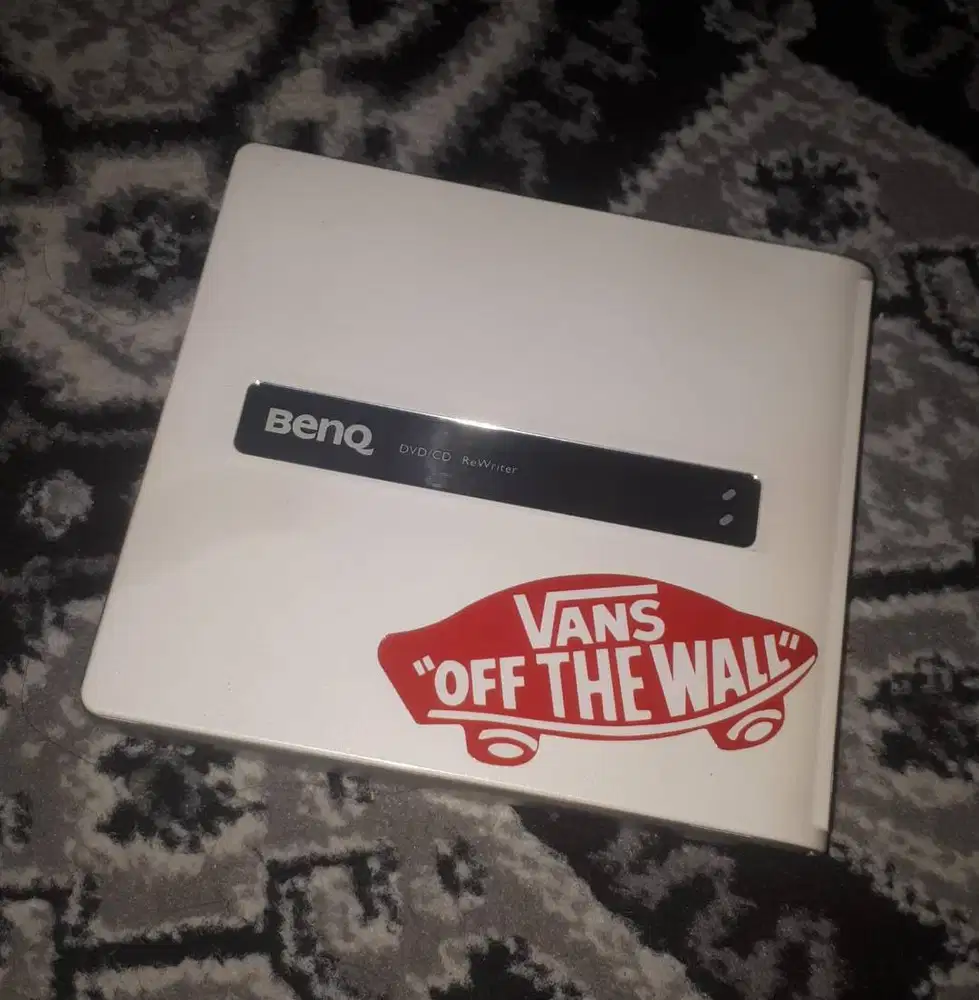 BenQ DVD/CD ReWriter
VANS
"OFF THE WALL"